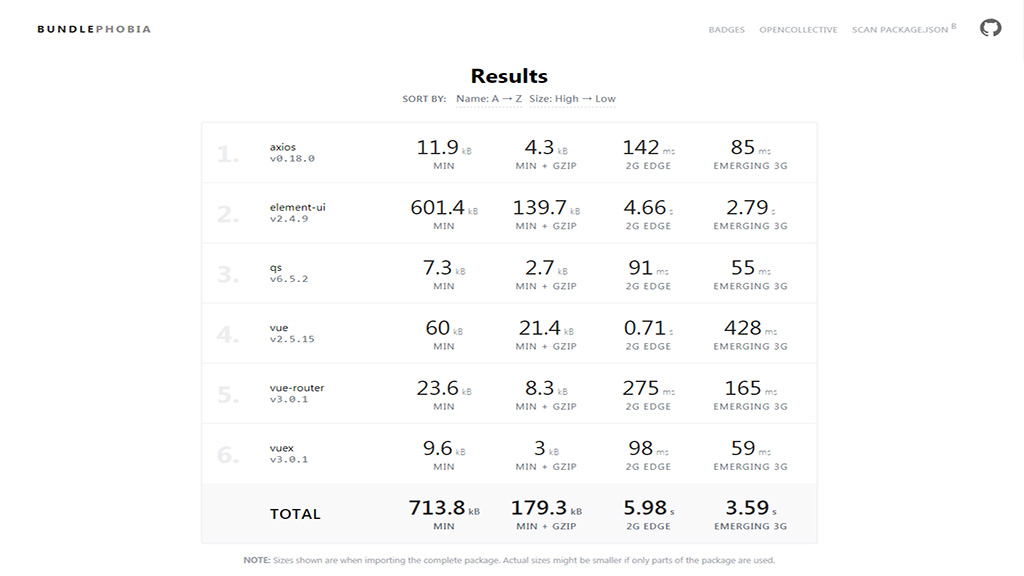 BUNDLEPHOBIA BADGES OPENCOLLECTIVE SCAN PACKAGE.JSON β
Results
SORT BY: Name: A → Z Size: High → Low
1. axios v0.18.0 11.9 kB MIN 4.3 kB MIN + GZIP 142 ms 2G EDGE 85 ms EMERGING 3G
2. element-ui v2.4.9 601.4 kB MIN 139.7 kB MIN + GZIP 4.66 s 2G EDGE 2.79 s EMERGING 3G
3. qs v6.5.2 7.3 kB MIN 2.7 kB MIN + GZIP 91 ms 2G EDGE 55 ms EMERGING 3G
4. vue v2.5.15 60 kB MIN 21.4 kB MIN + GZIP 0.71 s 2G EDGE 428 ms EMERGING 3G
5. vue-router v3.0.1 23.6 kB MIN 8.3 kB MIN + GZIP 275 ms 2G EDGE 165 ms EMERGING 3G
6. vuex v3.0.1 9.6 kB MIN 3 kB MIN + GZIP 98 ms 2G EDGE 59 ms EMERGING 3G
TOTAL 713.8 kB MIN 179.3 kB MIN + GZIP 5.98 s 2G EDGE 3.59 s EMERGING 3G
NOTE: Sizes shown are when importing the complete package. Actual sizes might be smaller if only parts of the package are used.